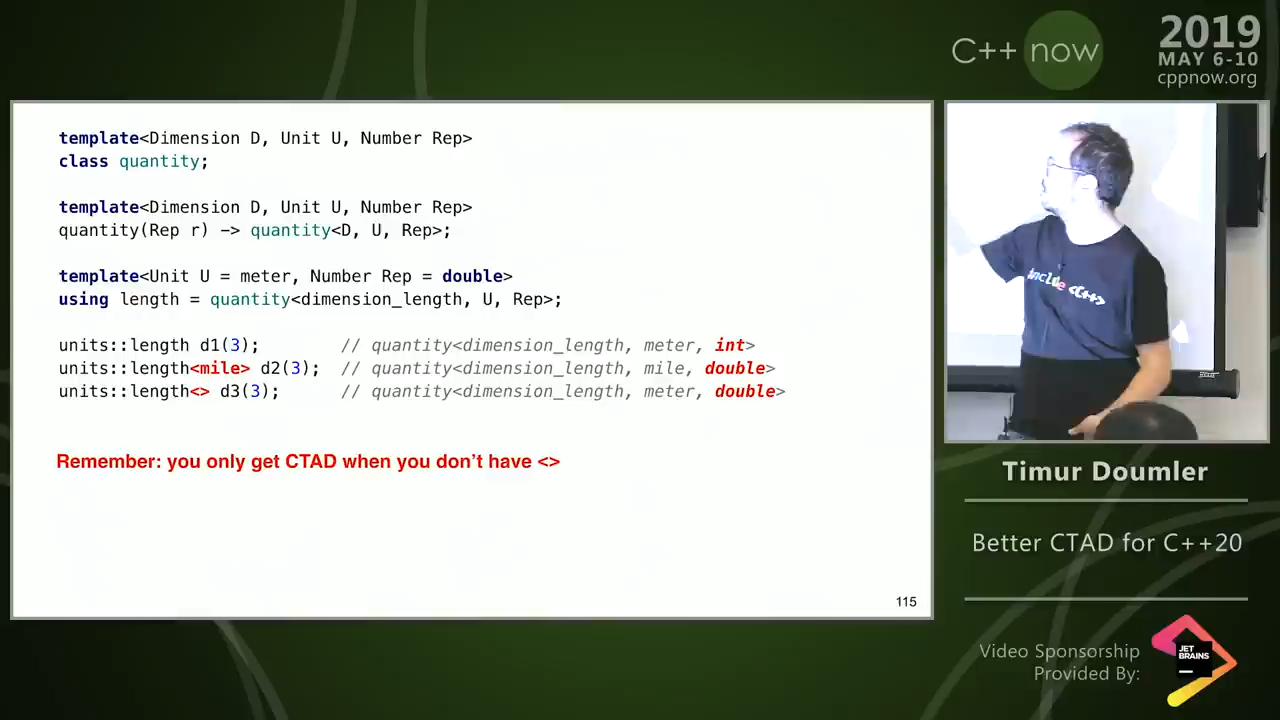 C++ now
2019
MAY 6-10
cppnow.org
template<Dimension D, Unit U, Number Rep>
class quantity;
template<Dimension D, Unit U, Number Rep>
quantity(Rep r) -> quantity<D, U, Rep>;
template<Unit U = meter, Number Rep = double>
using length = quantity<dimension_length, U, Rep>;
units::length d1(3); // quantity<dimension_length, meter, int>
units::length<mile> d2(3); // quantity<dimension_length, mile, double>
units::length<> d3(3); // quantity<dimension_length, meter, double>
Remember: you only get CTAD when you don't have <>
115
#include <C++>
Timur Doumler
Better CTAD for C++20
Video Sponsorship
Provided By:
JET
BRAINS